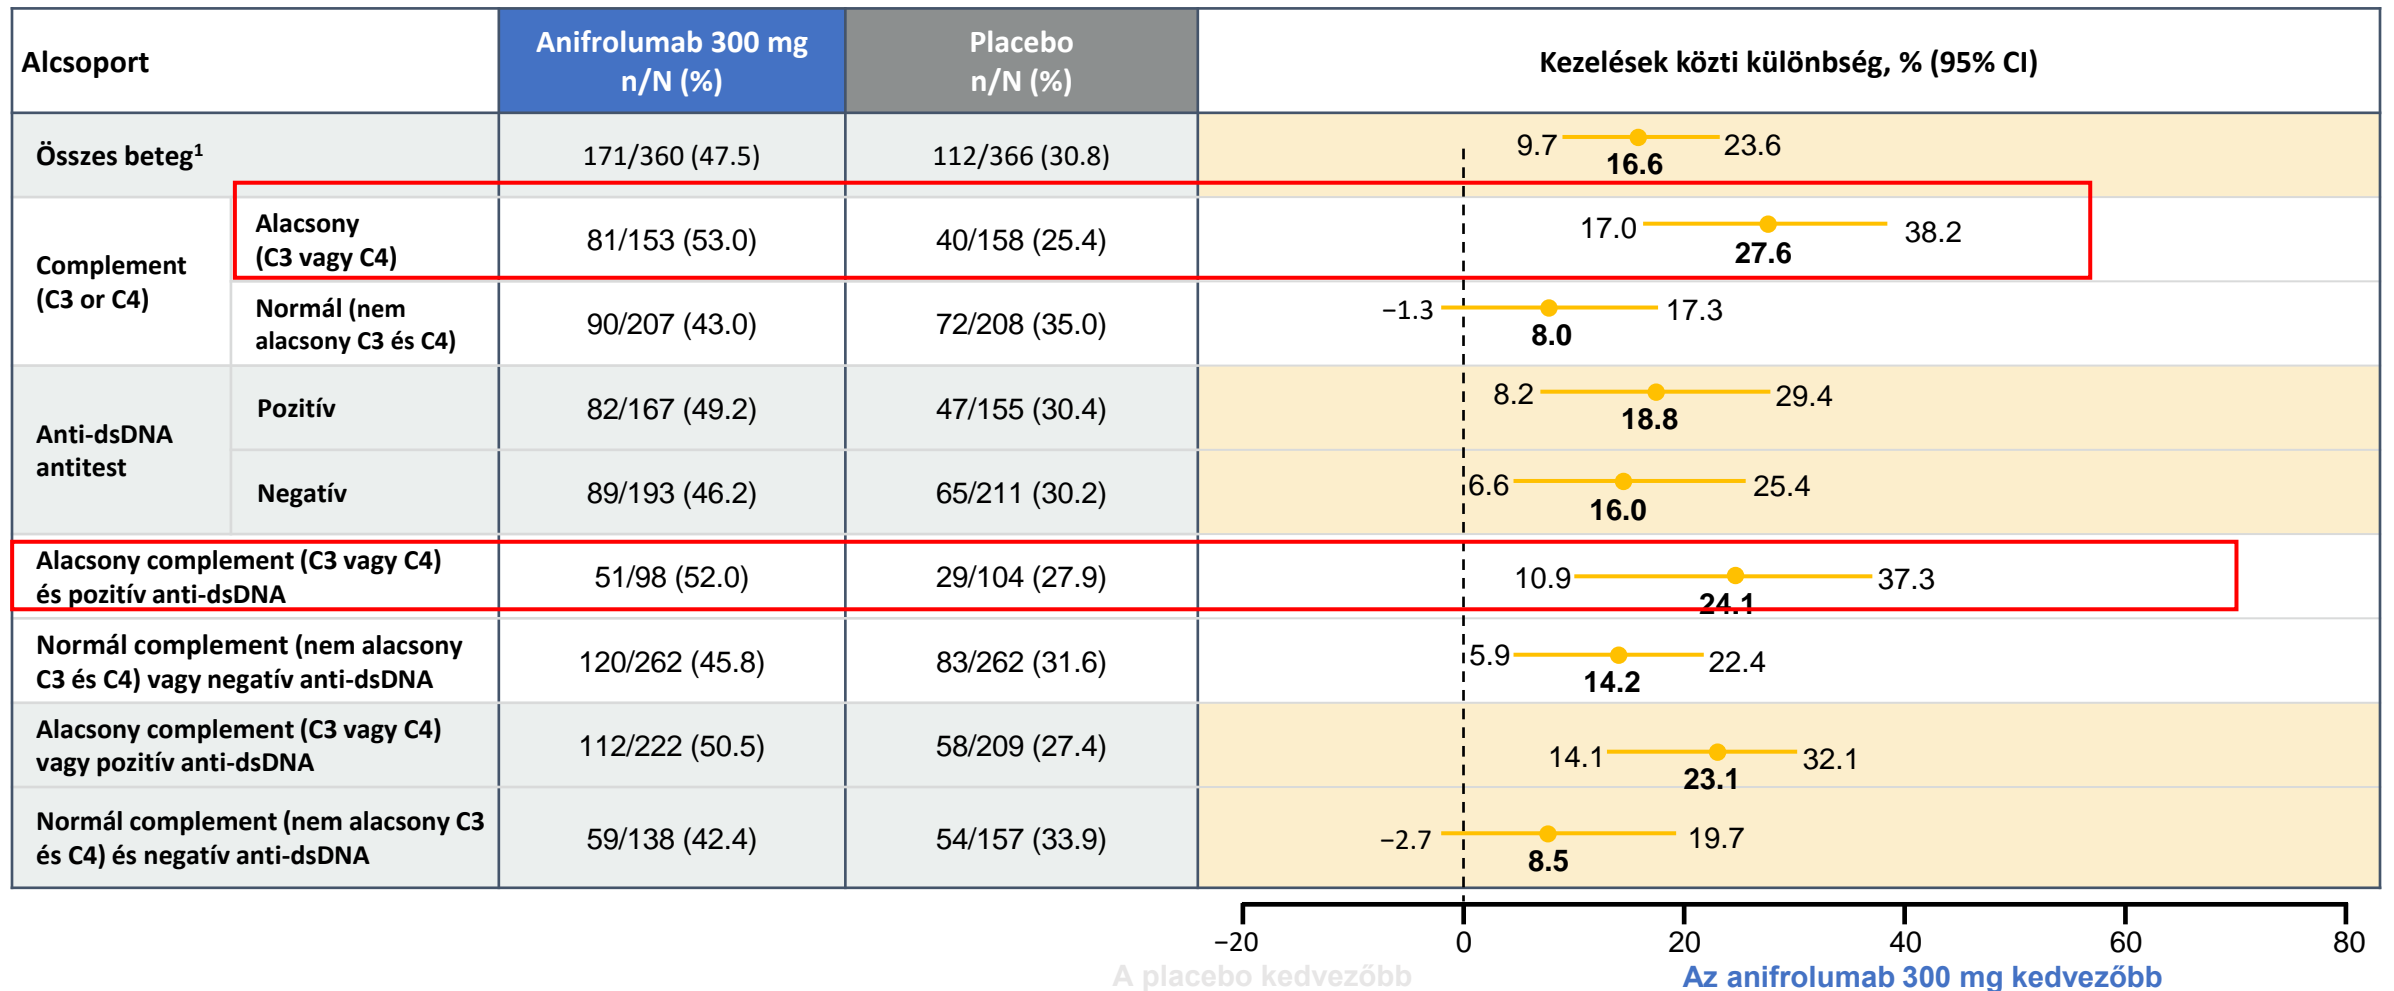 Alcsoport
Anifrolumab 300 mg
n/N (%)
Placebo
n/N (%)
Kezelések közti különbség, % (95% CI)
Összes beteg1
171/360 (47.5)
112/366 (30.8)
9.7
23.6
16.6
Complement
(C3 or C4)
Alacsony
(C3 vagy C4)
81/153 (53.0)
40/158 (25.4)
17.0
38.2
27.6
Normál (nem
alacsony C3 és C4)
90/207 (43.0)
72/208 (35.0)
−1.3
17.3
8.0
Anti-dsDNA
antitest
Pozitív
82/167 (49.2)
47/155 (30.4)
8.2
29.4
18.8
Negatív
89/193 (46.2)
65/211 (30.2)
6.6
25.4
16.0
Alacsony complement (C3 vagy C4)
és pozitív anti-dsDNA
51/98 (52.0)
29/104 (27.9)
10.9
37.3
24.1
Normál complement (nem alacsony
C3 és C4) vagy negatív anti-dsDNA
120/262 (45.8)
83/262 (31.6)
5.9
22.4
14.2
Alacsony complement (C3 vagy C4)
vagy pozitív anti-dsDNA
112/222 (50.5)
58/209 (27.4)
14.1
32.1
23.1
Normál complement (nem alacsony C3
és C4) és negatív anti-dsDNA
59/138 (42.4)
54/157 (33.9)
−2.7
19.7
8.5
−20
0
20
40
60
80
A placebo kedvezőbb
Az anifrolumab 300 mg kedvezőbb